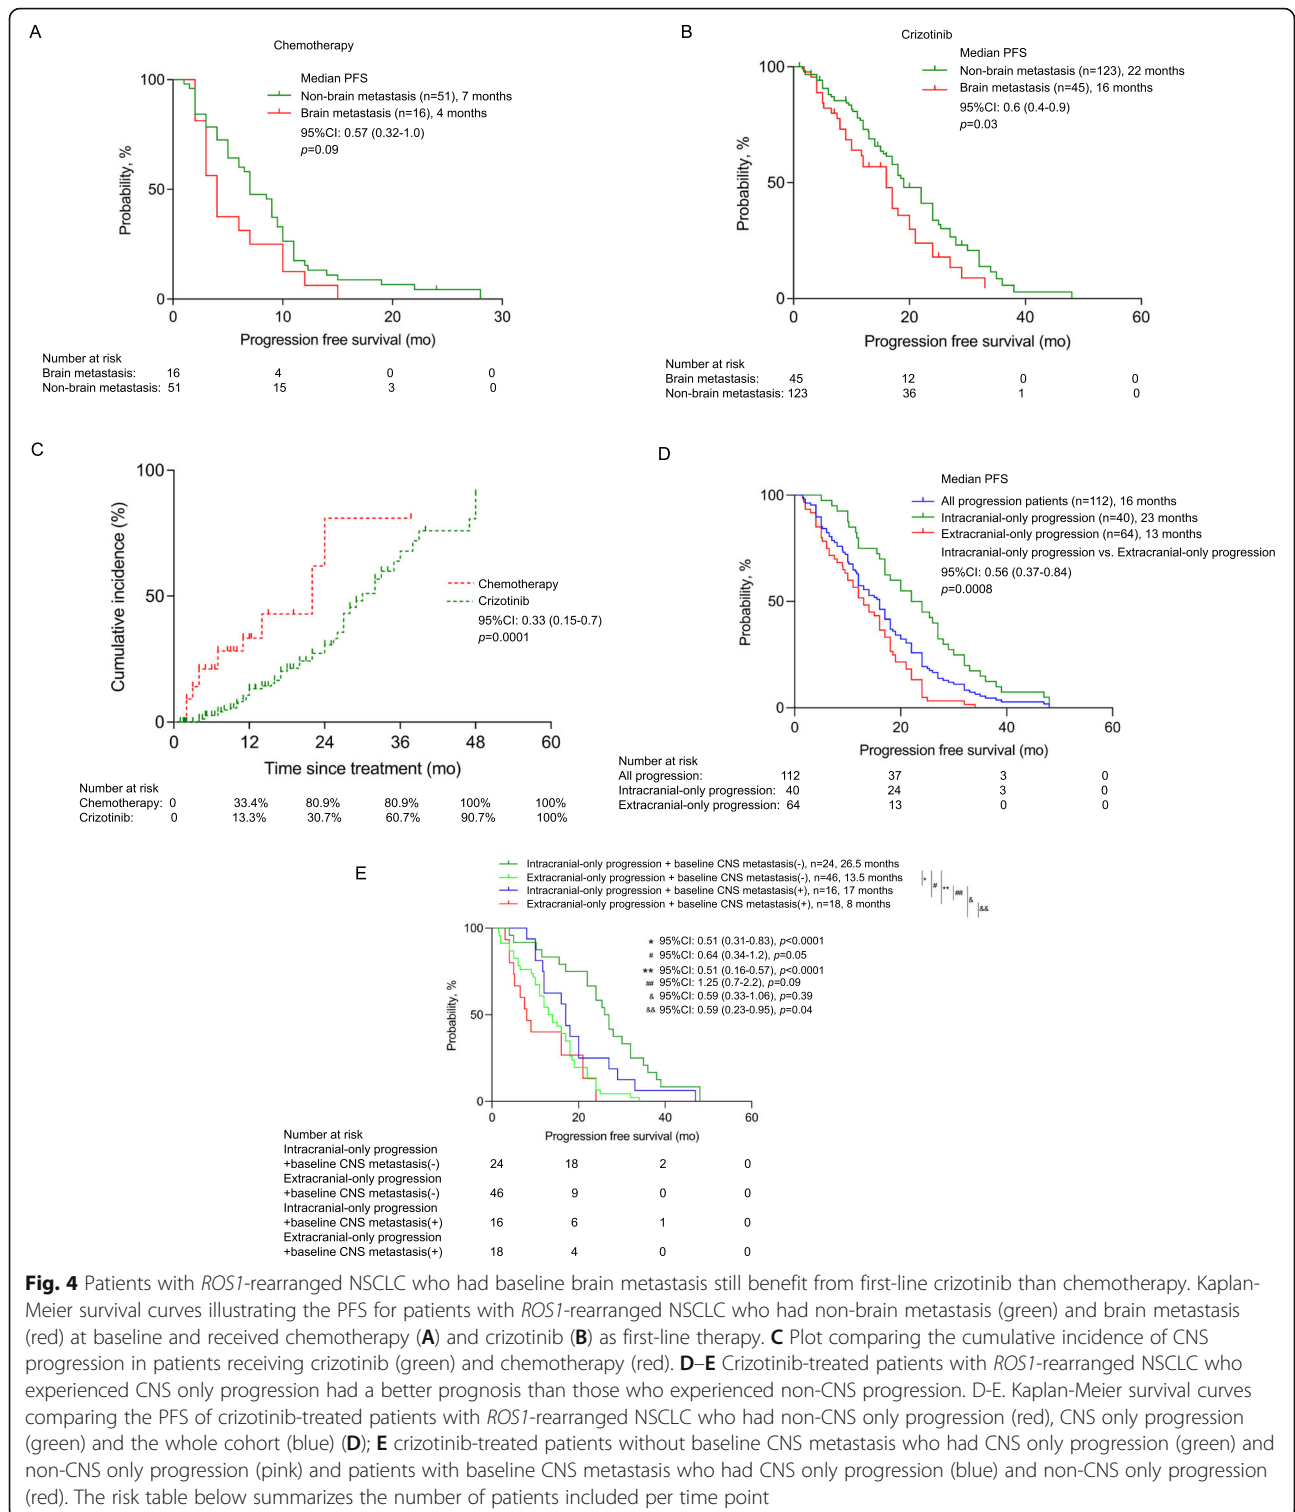 A
Chemotherapy
Median PFS
Non-brain metastasis (n=51), 7 months
Brain metastasis (n=16), 4 months
95%CI: 0.57 (0.32-1.0)
p=0.09
Probability, %
100
50
0
0 10 20 30
Progression free survival (mo)
Number at risk
Brain metastasis: 16 4 0 0
Non-brain metastasis: 51 15 3 0
B
Crizotinib
Median PFS
Non-brain metastasis (n=123), 22 months
Brain metastasis (n=45), 16 months
95%CI: 0.6 (0.4-0.9)
p=0.03
Probability, %
100
50
0
0 20 40 60
Progression free survival (mo)
Number at risk
Brain metastasis: 45 12 0 0
Non-brain metastasis: 123 36 1 0
C
Cumulative incidence (%)
100
50
0
Chemotherapy
Crizotinib
95%CI: 0.33 (0.15-0.7)
p=0.0001
0 12 24 36 48 60
Time since treatment (mo)
Number at risk
Chemotherapy: 0 33.4% 80.9% 80.9% 100% 100%
Crizotinib: 0 13.3% 30.7% 60.7% 90.7% 100%
D
Median PFS
All progression patients (n=112), 16 months
Intracranial-only progression (n=40), 23 months
Extracranial-only progression (n=64), 13 months
Intracranial-only progression vs. Extracranial-only progression
95%CI: 0.56 (0.37-0.84)
p=0.0008
Probability, %
100
50
0
0 20 40 60
Progression free survival (mo)
Number at risk
All progression: 112 37 3 0
Intracranial-only progression: 40 24 3 0
Extracranial-only progression: 64 13 0 0
E
Intracranial-only progression + baseline CNS metastasis(-), n=24, 26.5 months
Extracranial-only progression + baseline CNS metastasis(-), n=46, 13.5 months
Intracranial-only progression + baseline CNS metastasis(+), n=16, 17 months
Extracranial-only progression + baseline CNS metastasis(+), n=18, 8 months
* # ** ## & &&
* 95%CI: 0.51 (0.31-0.83), p<0.0001
# 95%CI: 0.64 (0.34-1.2), p=0.05
** 95%CI: 0.51 (0.16-0.57), p<0.0001
## 95%CI: 1.25 (0.7-2.2), p=0.09
& 95%CI: 0.59 (0.33-1.06), p=0.39
&& 95%CI: 0.59 (0.23-0.95), p=0.04
Probability, %
100
50
0
0 20 40 60
Progression free survival (mo)
Number at risk
Intracranial-only progression
+baseline CNS metastasis(-) 24 18 2 0
Extracranial-only progression
+baseline CNS metastasis(-) 46 9 0 0
Intracranial-only progression
+baseline CNS metastasis(+) 16 6 1 0
Extracranial-only progression
+baseline CNS metastasis(+) 18 4 0 0
Fig. 4 Patients with ROS1-rearranged NSCLC who had baseline brain metastasis still benefit from first-line crizotinib than chemotherapy. Kaplan-
Meier survival curves illustrating the PFS for patients with ROS1-rearranged NSCLC who had non-brain metastasis (green) and brain metastasis
(red) at baseline and received chemotherapy (A) and crizotinib (B) as first-line therapy. C Plot comparing the cumulative incidence of CNS
progression in patients receiving crizotinib (green) and chemotherapy (red). D–E Crizotinib-treated patients with ROS1-rearranged NSCLC who
experienced CNS only progression had a better prognosis than those who experienced non-CNS progression. D-E. Kaplan-Meier survival curves
comparing the PFS of crizotinib-treated patients with ROS1-rearranged NSCLC who had non-CNS only progression (red), CNS only progression
(green) and the whole cohort (blue) (D); E crizotinib-treated patients without baseline CNS metastasis who had CNS only progression (green) and
non-CNS only progression (pink) and patients with baseline CNS metastasis who had CNS only progression (blue) and non-CNS only progression
(red). The risk table below summarizes the number of patients included per time point